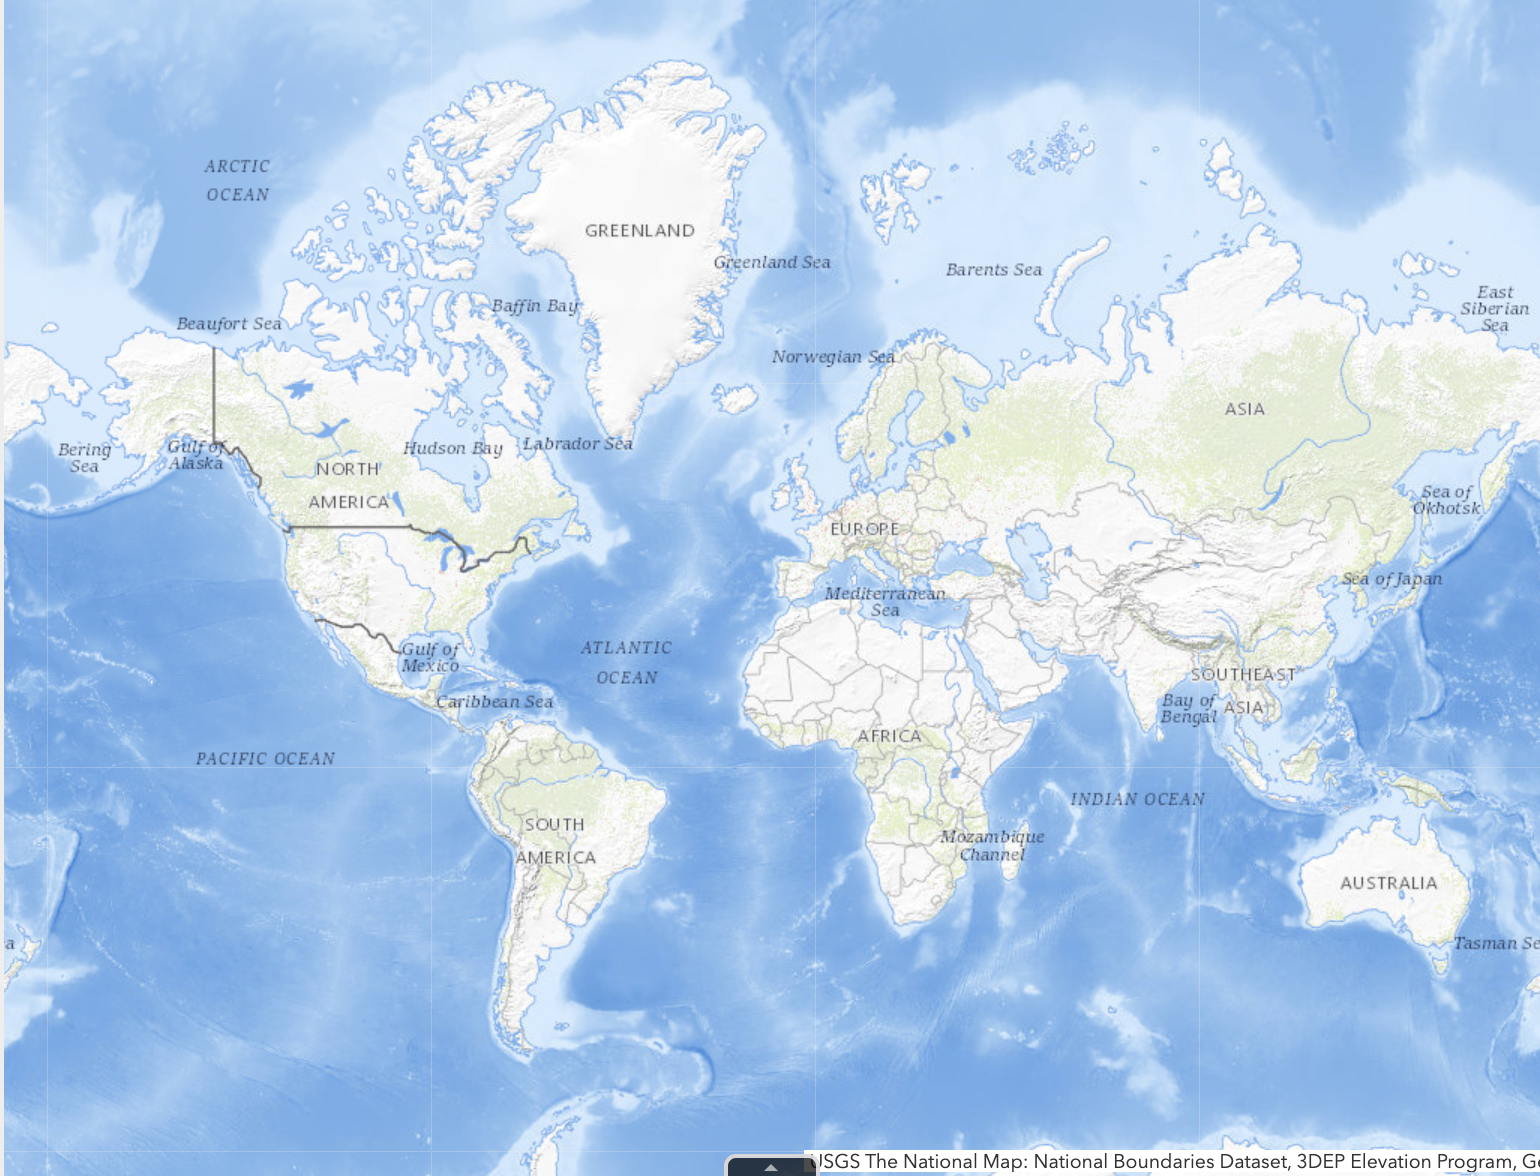 ARCTIC
OCEAN
GREENLAND
Greenland Sea
Barents Sea
East
Siberian
Sea
Baffin Bay
Beaufort Sea
Norwegian Sea
ASIA
Bering
Sea
Gulf of
Alaska
Hudson Bay
Labrador Sea
NORTH
AMERICA
Sea of
Okhotsk
EUROPE
Sea of Japan
Mediterranean
Sea
ATLANTIC
OCEAN
Gulf of
Mexico
SOUTHEAST
ASIA
Bay of
Bengal
Caribbean Sea
AFRICA
PACIFIC OCEAN
INDIAN OCEAN
SOUTH
AMERICA
Mozambique
Channel
AUSTRALIA
a
Tasman Se
USGS The National Map: National Boundaries Dataset, 3DEP Elevation Program, Ge